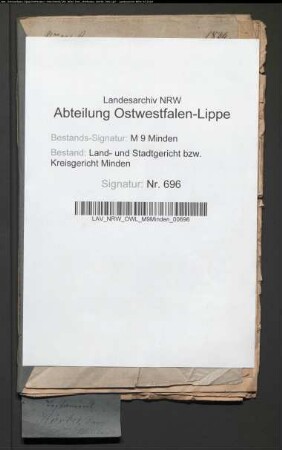 Landesarchiv NRW
Abteilung Ostwestfalen-Lippe
Bestands-Signatur: M 9 Minden
Bestand: Land- und Stadtgericht bzw.
Kreisgericht Minden
Signatur: Nr. 696
LAV_NRW_OWL_M9Minden_00696